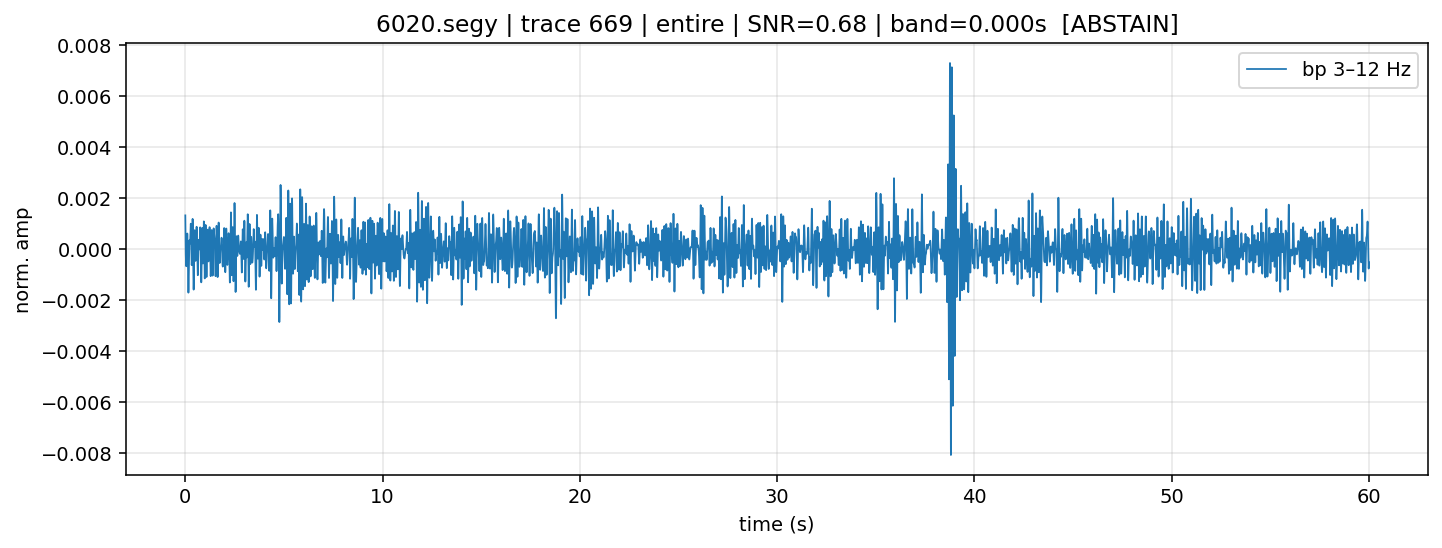 6020.segy | trace 669 | entire | SNR=0.68 | band=0.000s  [ABSTAIN]
bp 3–12 Hz
norm. amp
0.008
0.006
0.004
0.002
0.000
−0.002
−0.004
−0.006
−0.008
0 10 20 30 40 50 60
time (s)